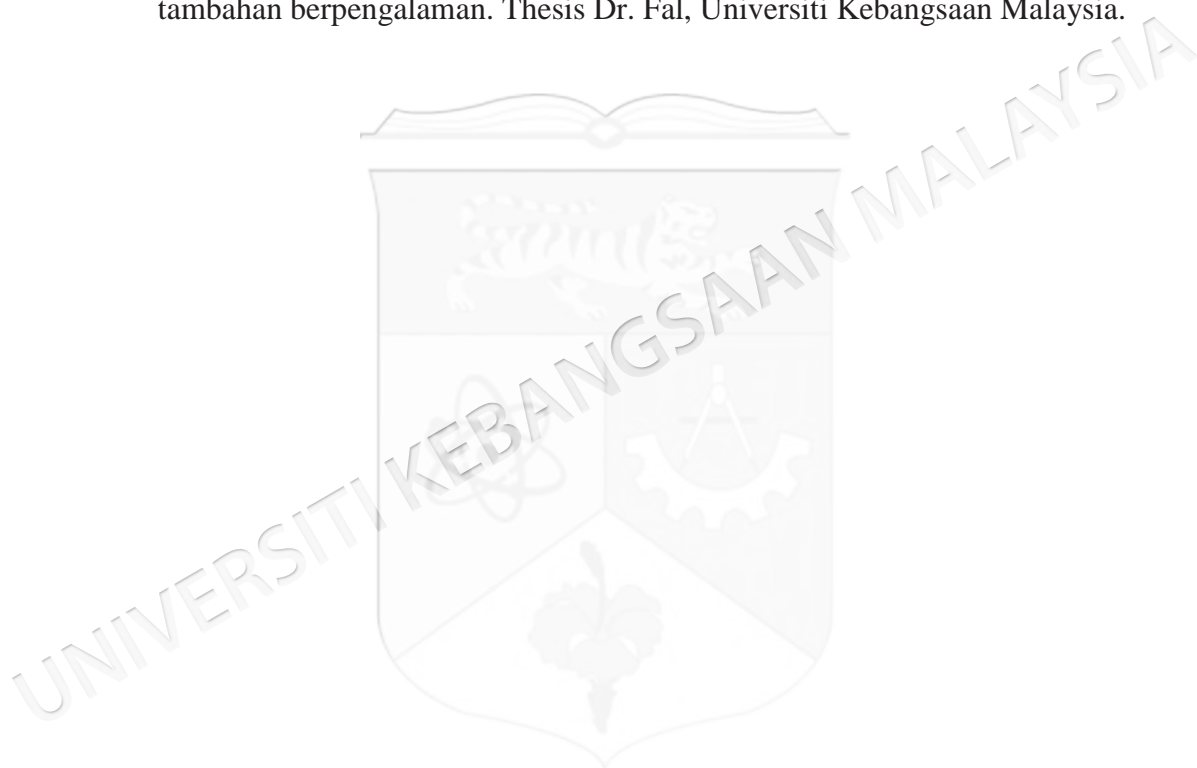 tambahan berpengalaman. Thesis Dr. Fal, Universiti Kebangsaan Malaysia.
UNIVERSITI KEBANGSAAN MALAYSIA